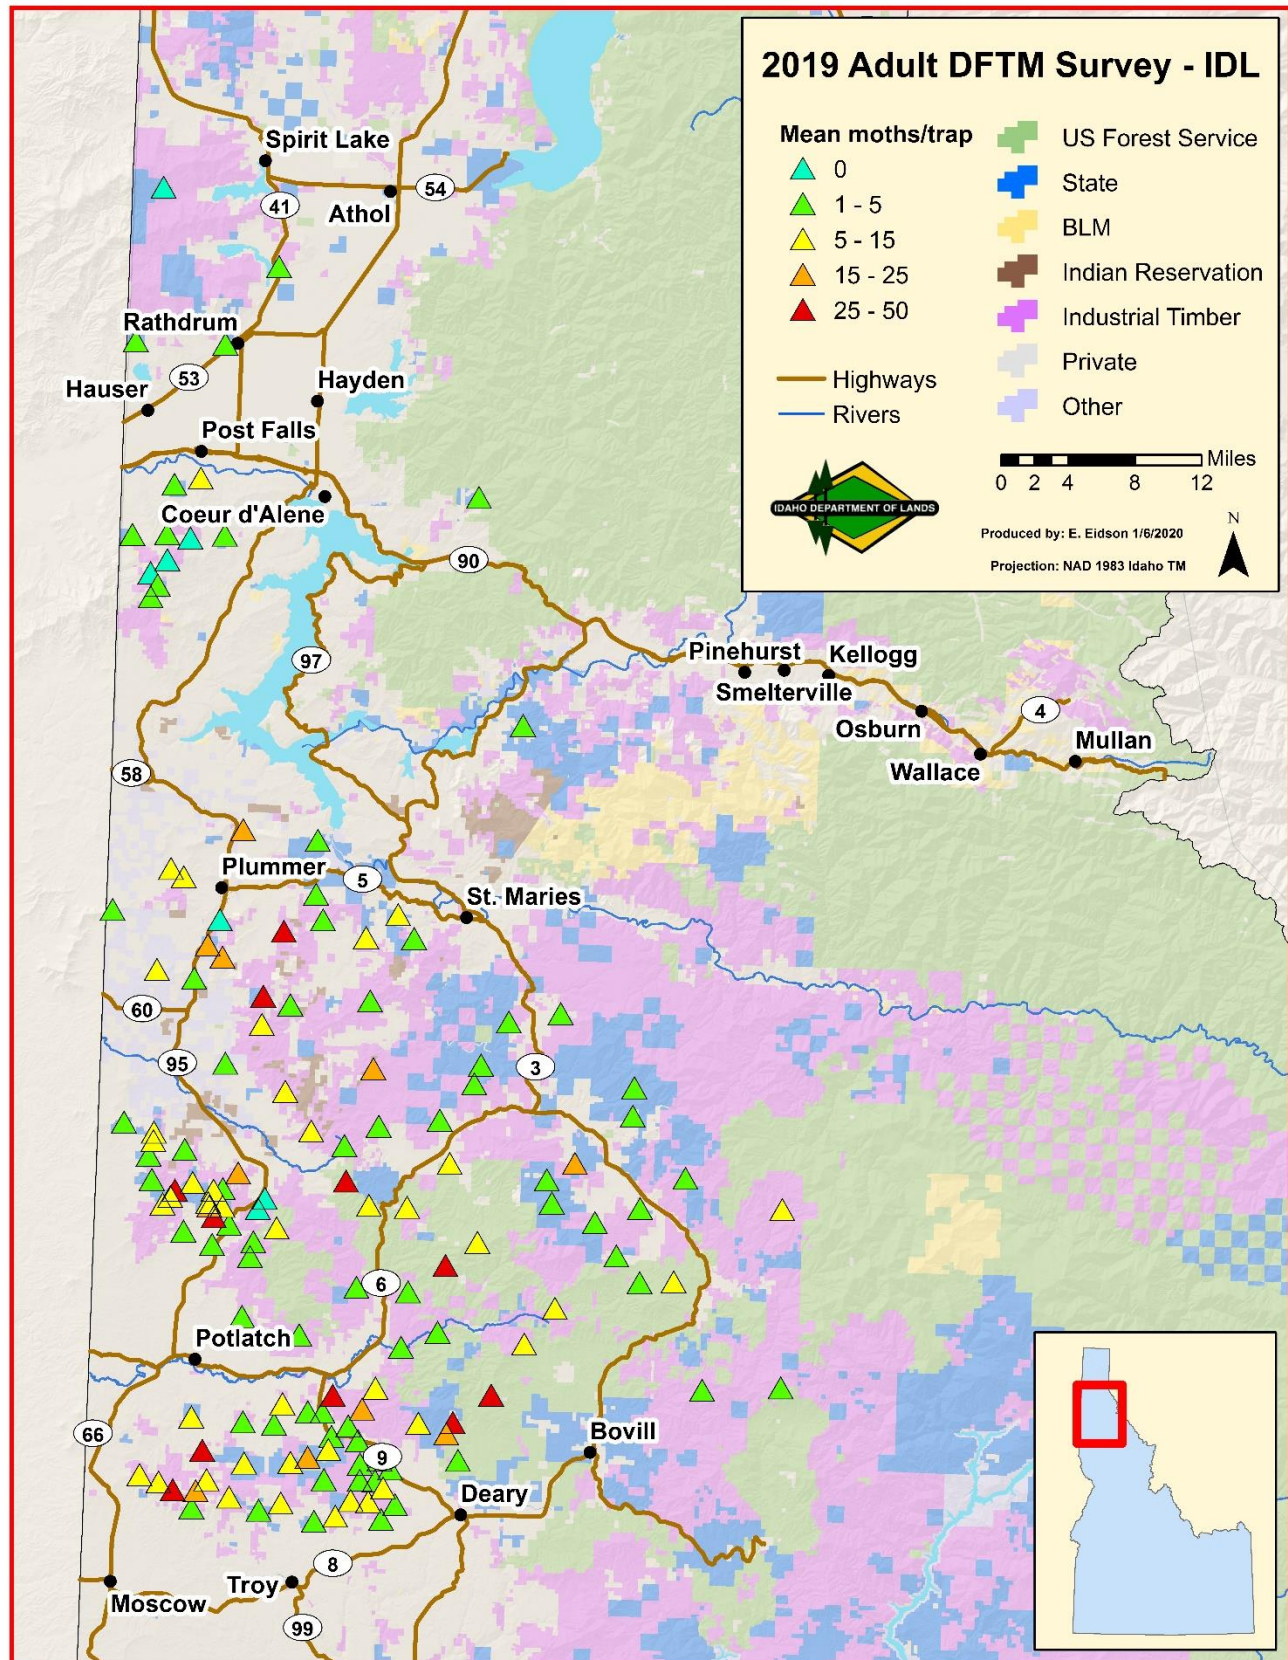 2019 Adult DFTM Survey - IDL
Mean moths/trap
0
1 - 5
5 - 15
15 - 25
25 - 50
Highways
Rivers
US Forest Service
State
BLM
Indian Reservation
Industrial Timber
Private
Other
Miles
0 2 4 8 12
IDAHO DEPARTMENT OF LANDS
Produced by: E. Eidson 1/6/2020
Projection: NAD 1983 Idaho TM
N
Spirit Lake
54
Athol
41
Rathdrum
53
Hayden
Hauser
Post Falls
Coeur d'Alene
90
97
Pinehurst
Kellogg
Smelterville
4
Osburn
Mullan
Wallace
58
Plummer
5
St. Maries
60
95
3
6
Potlatch
66
Bovill
9
Deary
8
Troy
Moscow
99